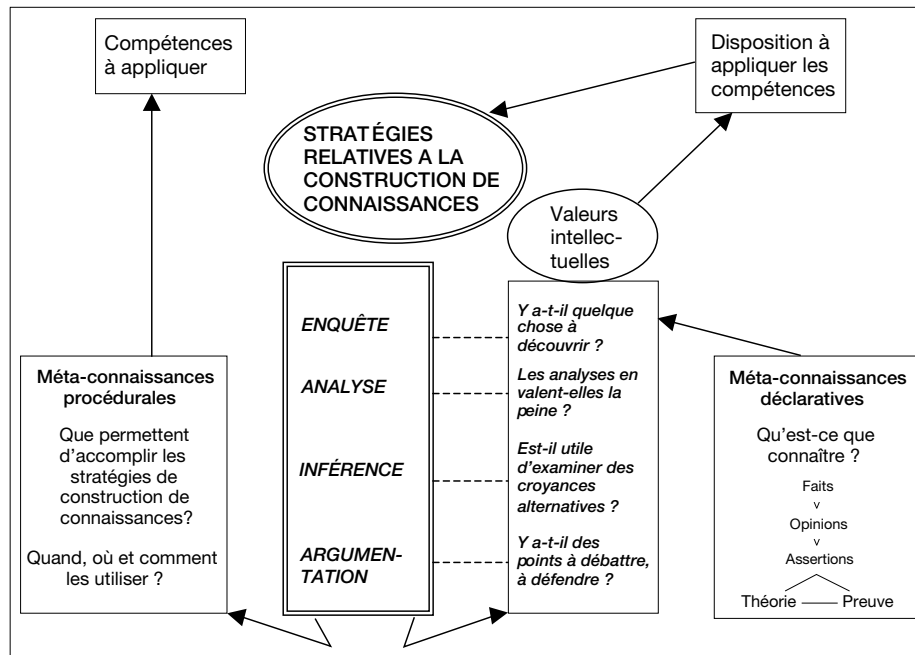 Compétences
à appliquer
Disposition à
appliquer les
compétences
STRATÉGIES
RELATIVES A LA
CONSTRUCTION DE
CONNAISSANCES
Valeurs
intellec-
tuelles
ENQUÊTE
ANALYSE
INFÉRENCE
ARGUMEN-
TATION
Y a-t-il quelque
chose à
découvrir ?
Les analyses en
valent-elles la
peine ?
Est-il utile
d'examiner des
croyances
alternatives ?
Y a-t-il des
points à débattre,
à défendre ?
Méta-connaissances
procédurales
Que permettent
d'accomplir les
stratégies de
construction de
connaissances?
Quand, où et comment
les utiliser ?
Méta-connaissances
déclaratives
Qu'est-ce que
connaître ?
Faits
v
Opinions
v
Assertions
Théorie Preuve